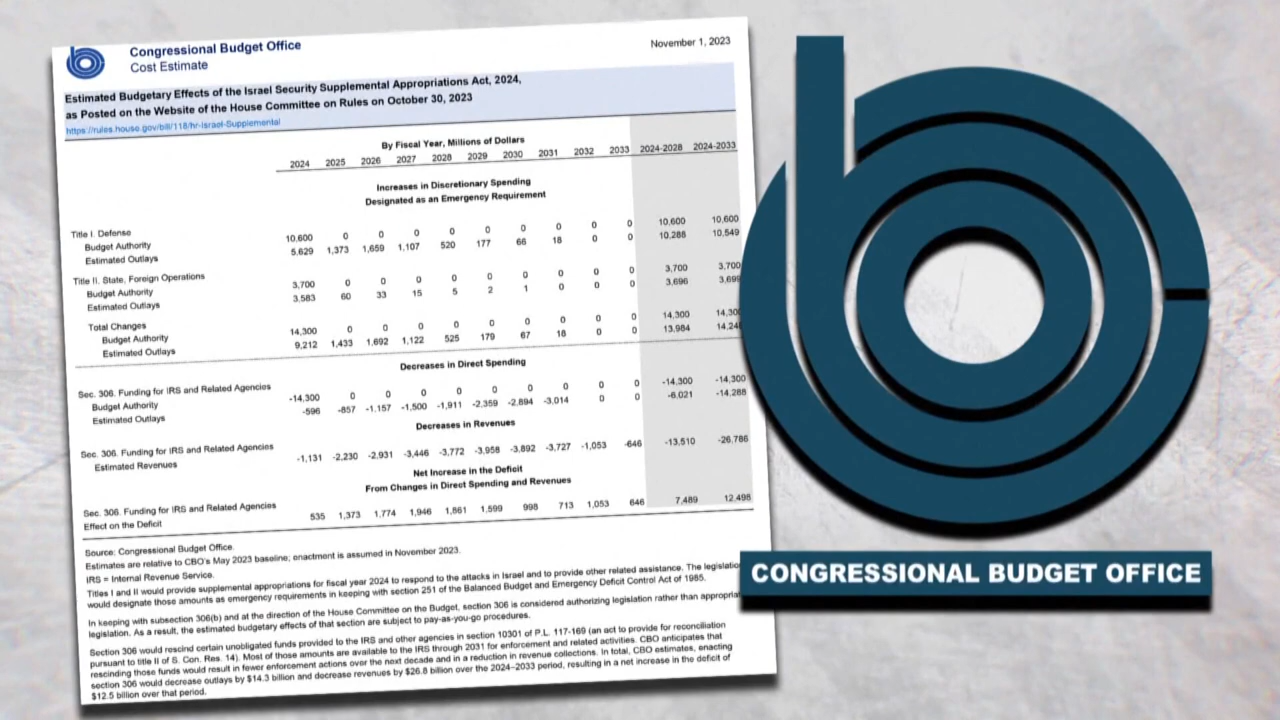 Congressional Budget Office
Cost Estimate
November 1, 2023
Estimated Budgetary Effects of the Israel Security Supplemental Appropriations Act, 2024,
as Posted on the Website of the House Committee on Rules on October 30, 2023
https://rules.house.gov/bill/118/hr-Israel-Supplemental
By Fiscal Year, Millions of Dollars
2024 2025 2026 2027 2028 2029 2030 2031 2032 2033 2024-2028 2024-2033
Increases in Discretionary Spending
Designated as an Emergency Requirement
Title I. Defense
Budget Authority 10,600 0 0 0 0 0 0 0 0 0 10,600 10,600
Estimated Outlays 5,629 1,373 1,659 1,107 520 177 66 18 0 0 10,288 10,549
Title II. State, Foreign Operations
Budget Authority 3,700 0 0 0 0 0 0 0 0 0 3,700 3,700
Estimated Outlays 3,583 60 33 15 5 2 1 0 0 0 3,696 3,699
Total Changes
Budget Authority 14,300 0 0 0 0 0 0 0 0 0 14,300 14,300
Estimated Outlays 9,212 1,433 1,692 1,122 525 179 67 18 0 0 13,984
Decreases in Direct Spending
Sec. 306. Funding for IRS and Related Agencies
Budget Authority -14,300 0 0 0 0 0 0 0 0 0 -14,300 -14,300
Estimated Outlays -596 -857 -1,157 -1,500 -1,911 -2,359 -2,894 -3,014 0 0 -6,021 -14,288
Decreases in Revenues
Sec. 306. Funding for IRS and Related Agencies
Estimated Revenues -1,131 -2,230 -2,931 -3,446 -3,772 -3,958 -3,892 -3,727 -1,053 -646 -13,510 -26,786
Net Increase in the Deficit
From Changes in Direct Spending and Revenues
Sec. 306. Funding for IRS and Related Agencies
Effect on the Deficit 535 1,373 1,774 1,946 1,861 1,599 998 713 1,053 646 7,489 12,498
Source: Congressional Budget Office.
Estimates are relative to CBO's May 2023 baseline; enactment is assumed in November 2023.
IRS = Internal Revenue Service.
Titles I and II would provide supplemental appropriations for fiscal year 2024 to respond to the attacks in Israel and to provide other related assistance. The legislation
would designate those amounts as emergency requirements in keeping with section 251 of the Balanced Budget and Emergency Deficit Control Act of 1985.
In keeping with subsection 306(b) and at the direction of the House Committee on the Budget, section 306 is considered authorizing legislation rather than
legislation. As a result, the estimated budgetary effects of that section are subject to pay-as-you-go procedures.
Section 306 would rescind certain unobligated funds provided to the IRS and other agencies in section 10301 of P.L. 117-169 (an act to provide for reconciliation
pursuant to title II of S. Con. Res. 14). Most of those amounts are available to the IRS through 2031 for enforcement and related activities. CBO anticipates that
rescinding those funds would result in fewer enforcement actions over the next decade and in a reduction in revenue collections. In total, CBO estimates, enacting
section 306 would decrease outlays by $14.3 billion and decrease revenues by $26.8 billion over the 2024–2033 period, resulting in a net increase in the deficit of
$12.5 billion over that period.
CONGRESSIONAL BUDGET OFFICE